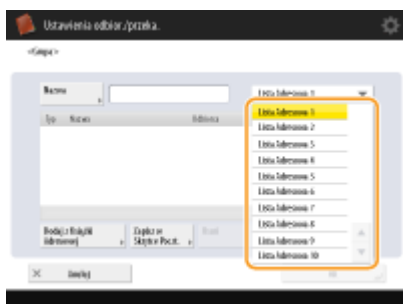 Ustawienia odbior./przeka.
<Grupa>
Nazwa
Lista Adresowa 1
Typ Nazwa Odbiorca
Lista Adresowa 1
Lista Adresowa 2
Lista Adresowa 3
Lista Adresowa 4
Lista Adresowa 5
Lista Adresowa 6
Lista Adresowa 7
Lista Adresowa 8
Lista Adresowa 9
Lista Adresowa 10
Dodaj z Książki Adresowej
Zapisz w Skrytce Poczt.
Anuluj
OK